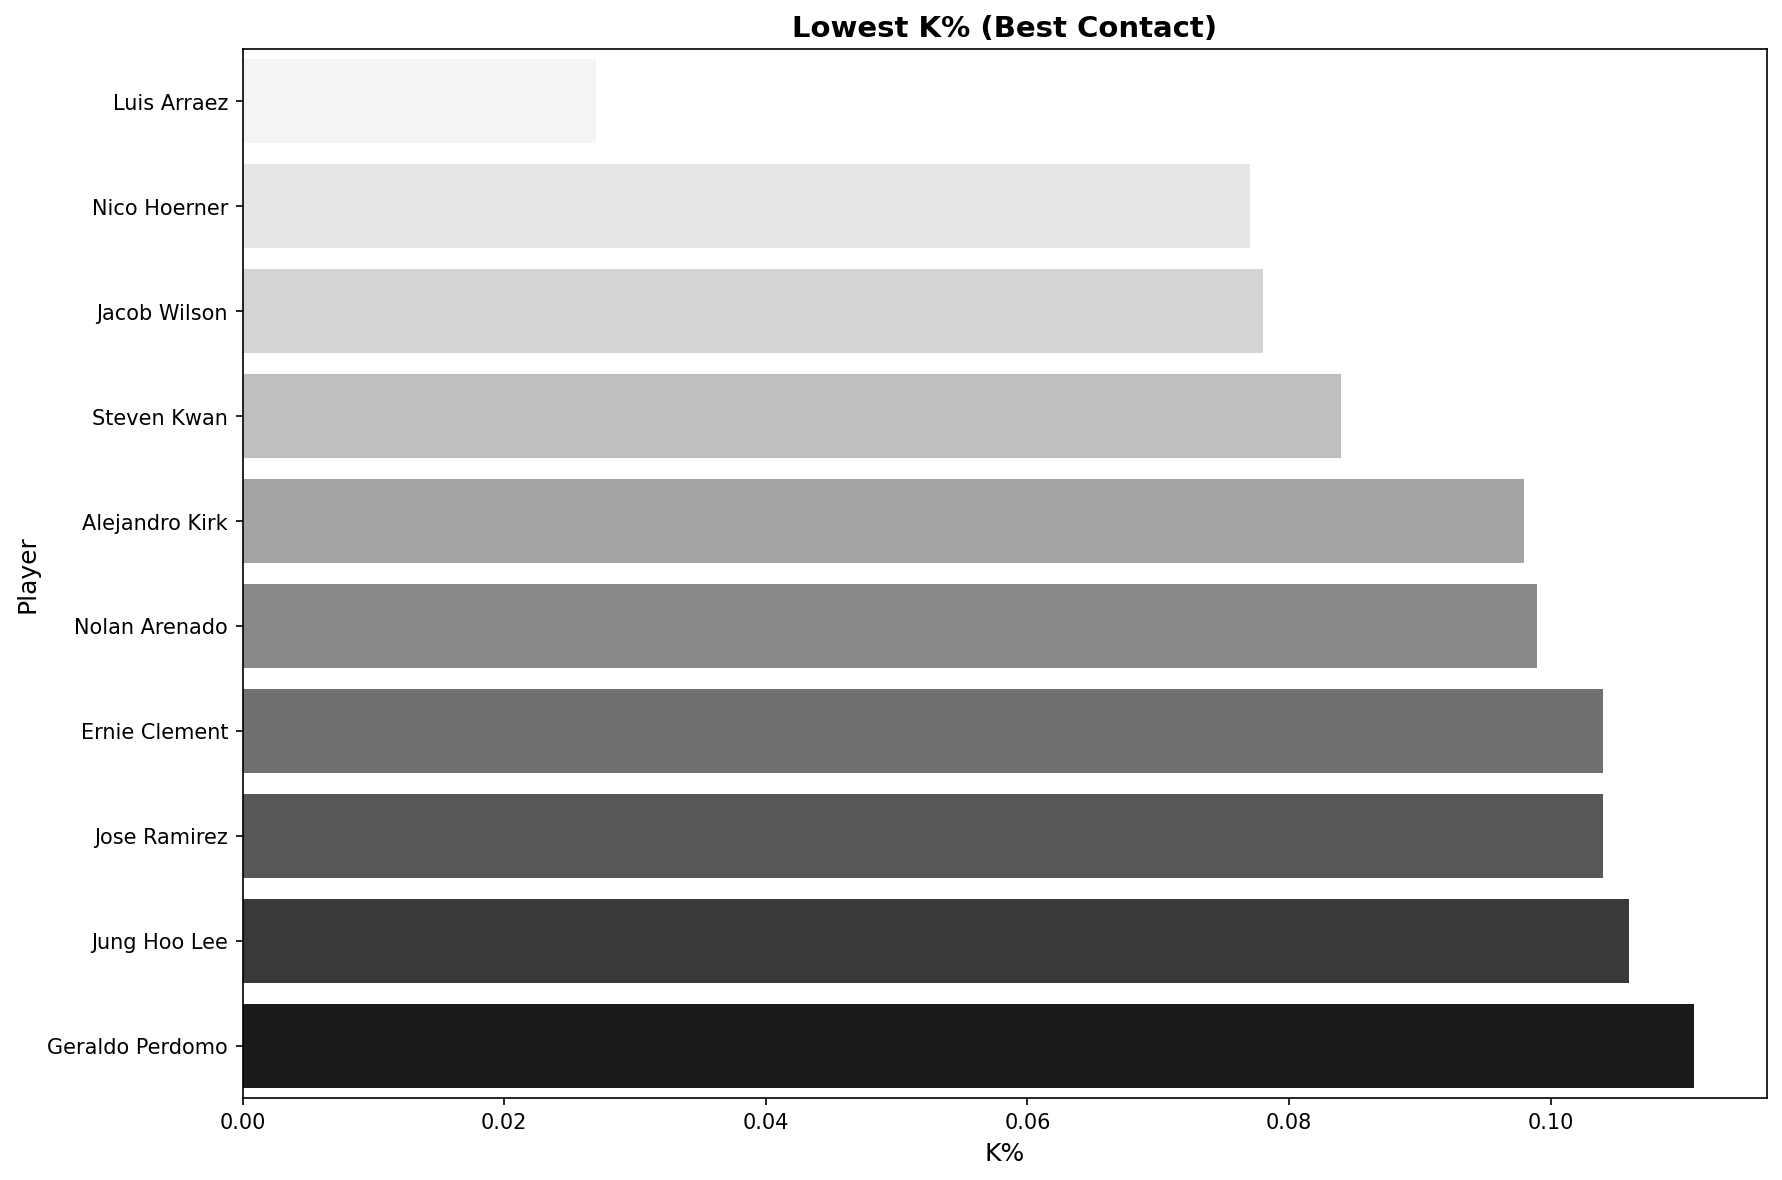 Lowest K% (Best Contact)
Luis Arraez
Nico Hoerner
Jacob Wilson
Steven Kwan
Alejandro Kirk
Nolan Arenado
Ernie Clement
Jose Ramirez
Jung Hoo Lee
Geraldo Perdomo
Player
0.00 0.02 0.04 0.06 0.08 0.10
K%